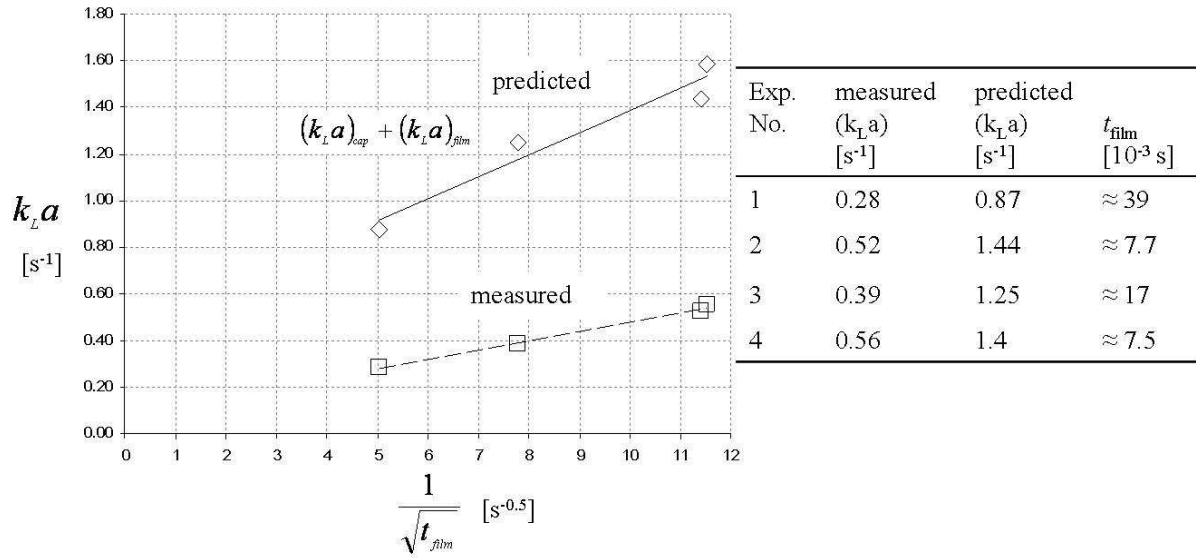 1.80
1.60
1.40
1.20
1.00
0.80
0.60
0.40
0.20
0.00
k_L a
[s⁻¹]
predicted
(k_L a)_cap + (k_L a)_film
measured
0 1 2 3 4 5 6 7 8 9 10 11 12
1/√t_film [s⁻⁰·⁵]
Exp. measured predicted
No. (k_L a) (k_L a) t_film
[s⁻¹] [s⁻¹] [10⁻³ s]
1 0.28 0.87 ≈ 39
2 0.52 1.44 ≈ 7.7
3 0.39 1.25 ≈ 17
4 0.56 1.4 ≈ 7.5